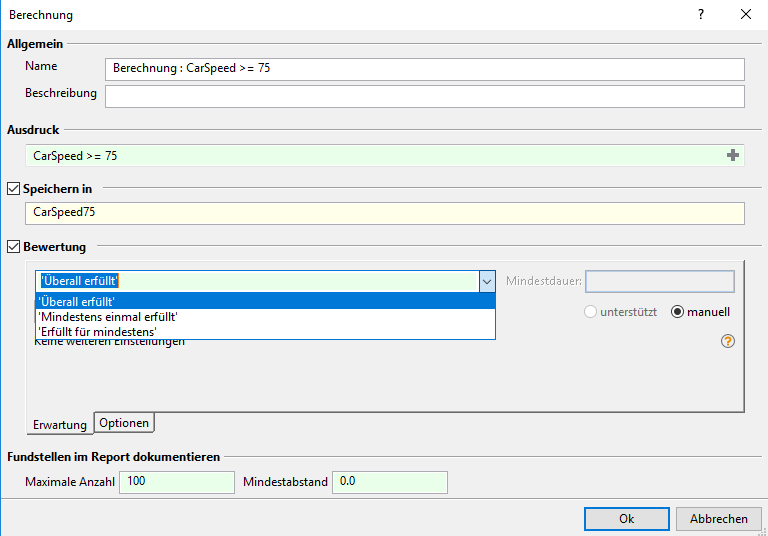 Berechnung
?
Allgemein
Name
Berechnung : CarSpeed >= 75
Beschreibung
Ausdruck
CarSpeed >= 75
Speichern in
CarSpeed75
Bewertung
'Überall erfüllt'
Mindestdauer:
'Überall erfüllt'
'Mindestens einmal erfüllt'
unterstützt
manuell
'Erfüllt für mindestens'
Keine weiteren Einstellungen
?
Erwartung
Optionen
Fundstellen im Report dokumentieren
Maximale Anzahl
100
Mindestabstand
0.0
Ok
Abbrechen